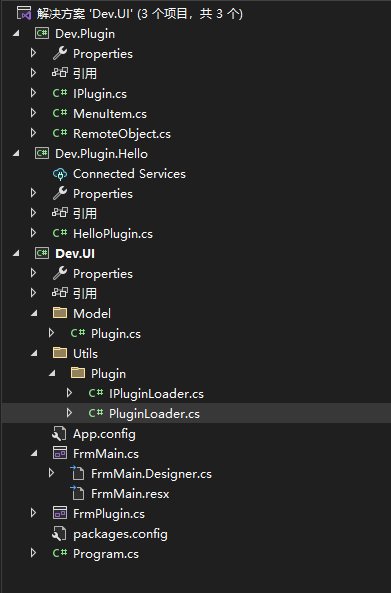 解决方案 'Dev.UI' (3 个项目，共 3 个)
Dev.Plugin
Properties
引用
IPlugin.cs
MenuItem.cs
RemoteObject.cs
Dev.Plugin.Hello
Connected Services
Properties
引用
HelloPlugin.cs
Dev.UI
Properties
引用
Model
Plugin.cs
Utils
Plugin
IPluginLoader.cs
PluginLoader.cs
App.config
FrmMain.cs
FrmMain.Designer.cs
FrmMain.resx
FrmPlugin.cs
packages.config
Program.cs